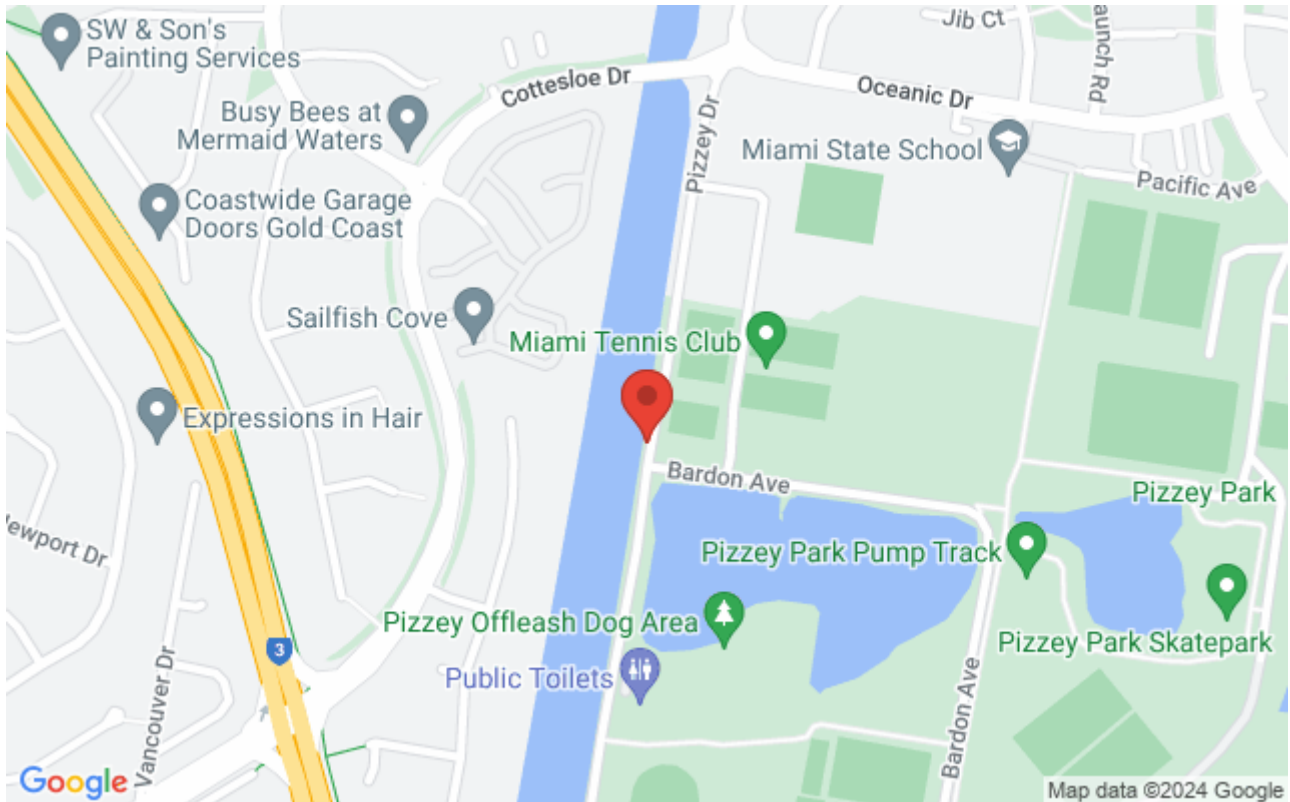 SW & Son's
Painting Services
Jib Ct
Cottesloe Dr
Oceanic Dr
Busy Bees at
Mermaid Waters
Pizzey Dr
Miami State School
Pacific Ave
Coastwide Garage
Doors Gold Coast
Sailfish Cove
Miami Tennis Club
Expressions in Hair
Bardon Ave
Pizzey Park
Pizzey Park Pump Track
Pizzey Offleash Dog Area
Pizzey Park Skatepark
3
Public Toilets
Vancouver Dr
Bardon Ave
Google
Map data ©2024 Google